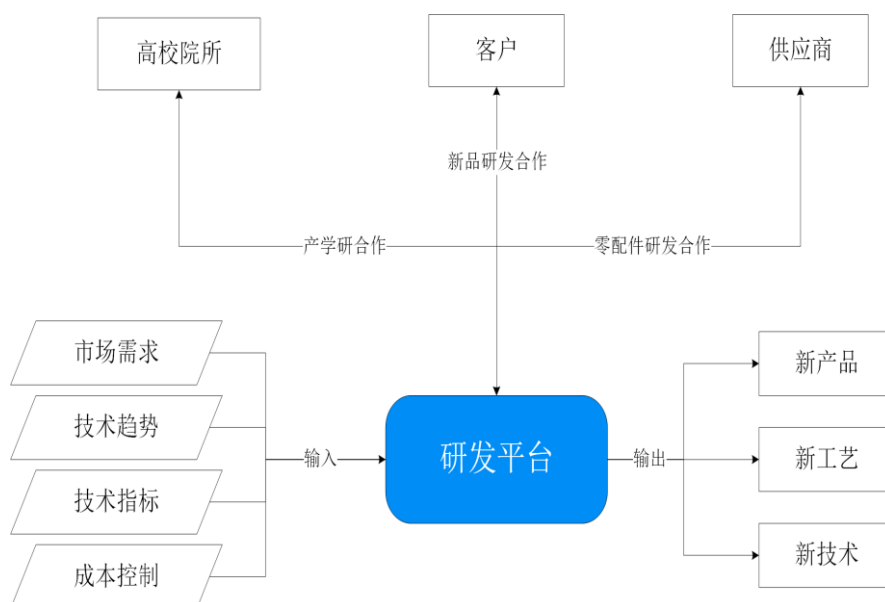 高校院所
客户
供应商
新品研发合作
产学研合作
零配件研发合作
市场需求
技术趋势
技术指标
成本控制
输入
研发平台
输出
新产品
新工艺
新技术